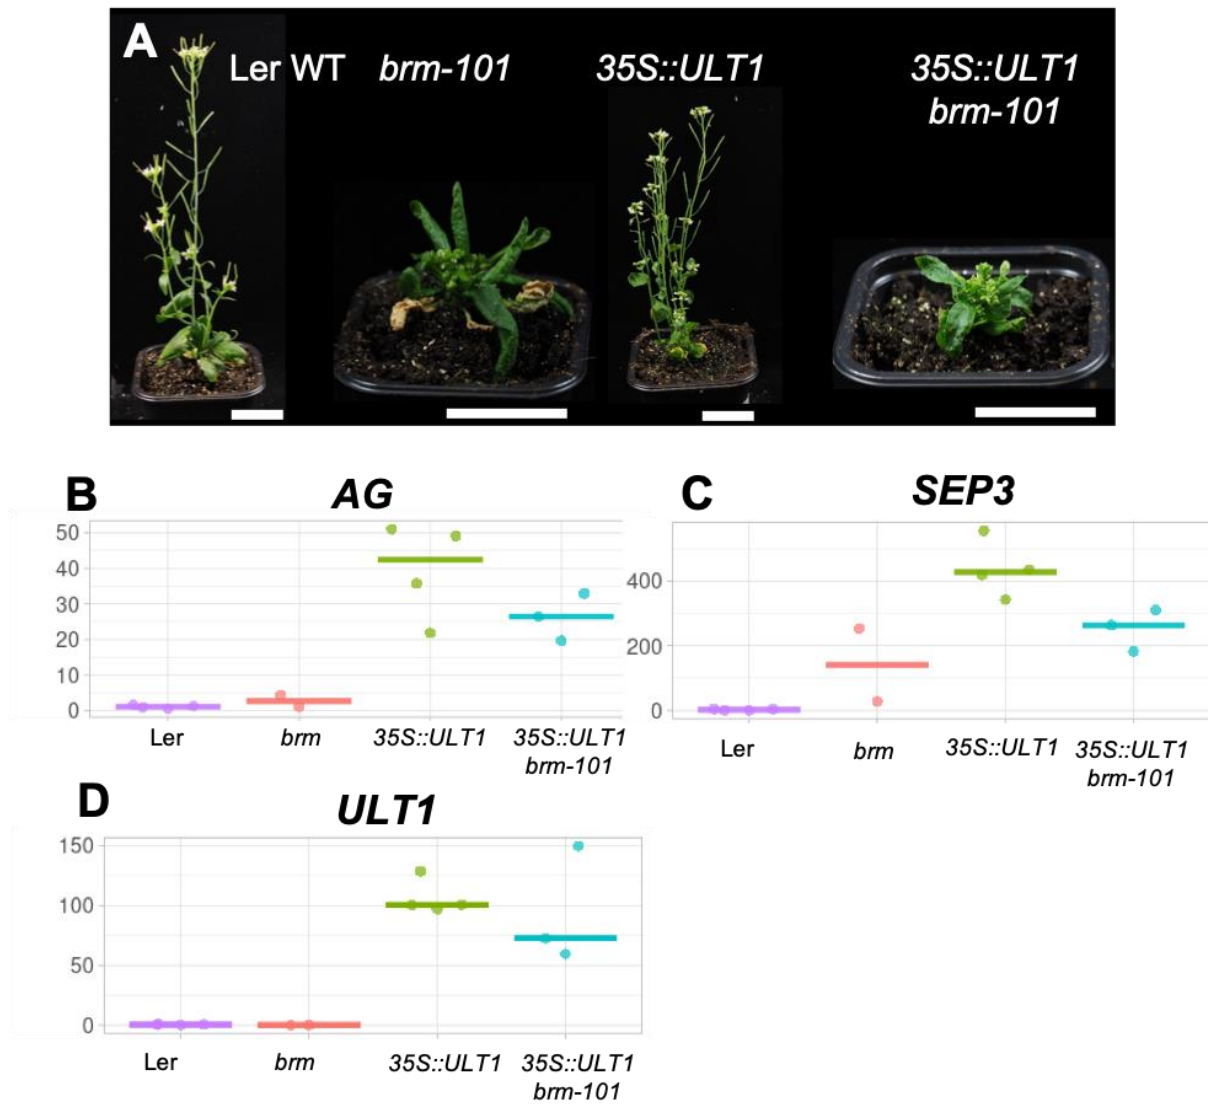 A
Ler WT brm-101 35S::ULT1 35S::ULT1
brm-101
B AG
50
40
30
20
10
0
Ler brm 35S::ULT1 35S::ULT1
brm-101
C SEP3
400
200
0
Ler brm 35S::ULT1 35S::ULT1
brm-101
D ULT1
150
100
50
0
Ler brm 35S::ULT1 35S::ULT1
brm-101